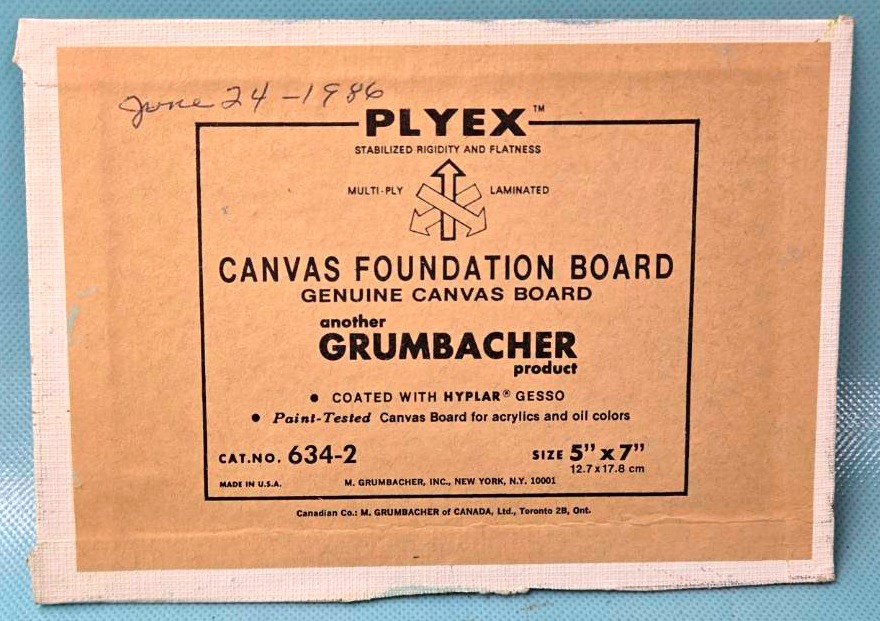 June 24-1986
PLYEX™
STABILIZED RIGIDITY AND FLATNESS
MULTI-PLY LAMINATED
CANVAS FOUNDATION BOARD
GENUINE CANVAS BOARD
another
GRUMBACHER
product
• COATED WITH HYPLAR® GESSO
• Paint-Tested Canvas Board for acrylics and oil colors
CAT.NO. 634-2 SIZE 5" x 7"
12.7 x 17.8 cm
MADE IN U.S.A. M. GRUMBACHER, INC., NEW YORK, N.Y. 10001
Canadian Co.: M. GRUMBACHER of CANADA, Ltd., Toronto 2B, Ont.